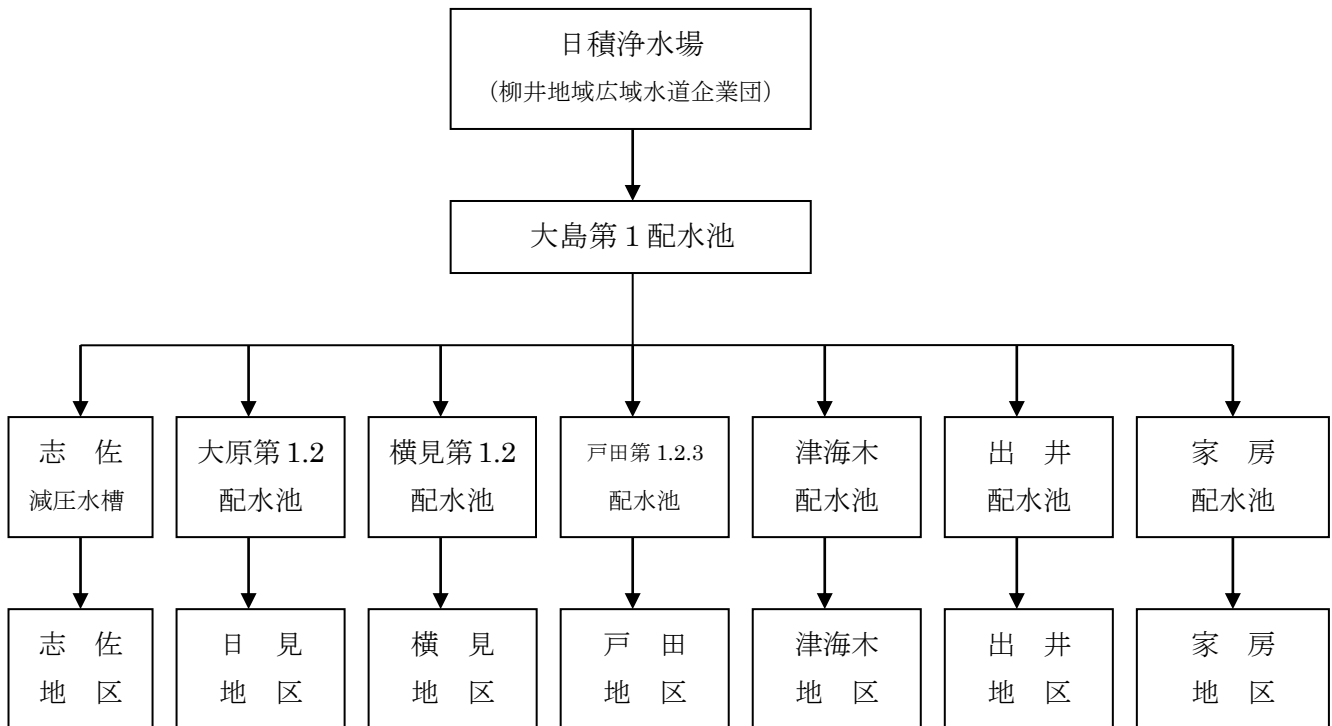 日積浄水場
(柳井地域広域水道企業団)
大島第1配水池
志 佐
減圧水槽
大原第1.2
配水池
横見第1.2
配水池
戸田第1.2.3
配水池
津海木
配水池
出 井
配水池
家 房
配水池
志 佐
地 区
日 見
地 区
横 見
地 区
戸 田
地 区
津海木
地 区
出 井
地 区
家 房
地 区